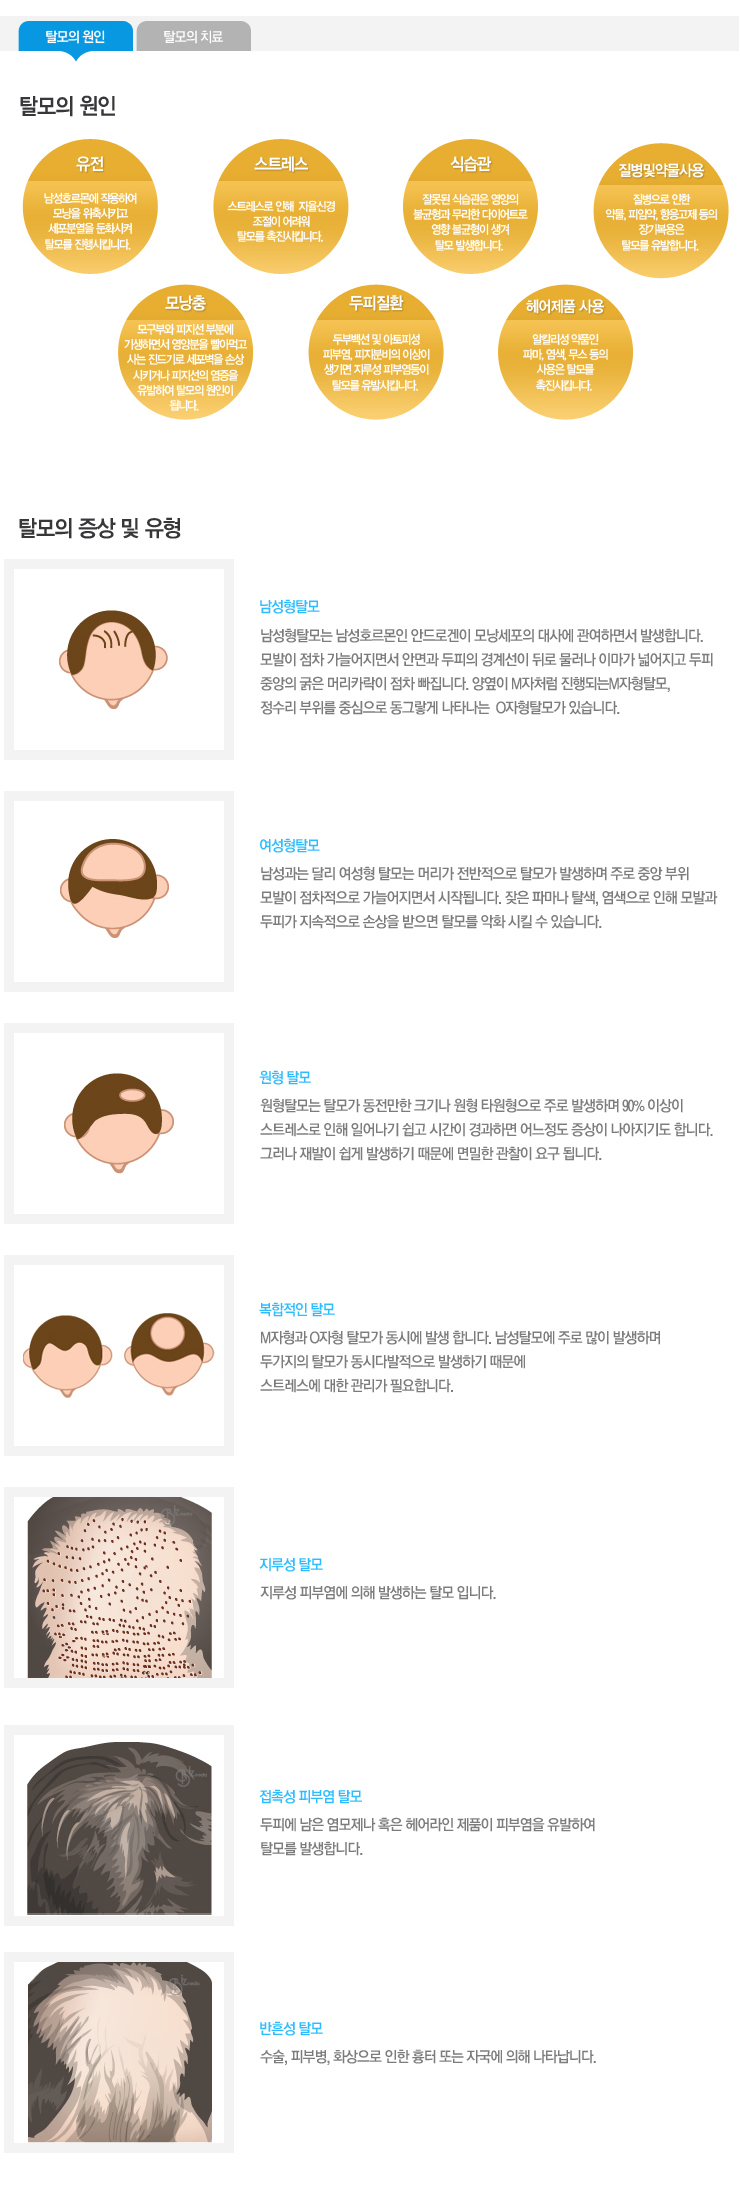 탈모의 원인
탈모의 치료
탈모의 원인
유전
남성호르몬에 작용하여
모낭을 위축시키고
세포분열을 둔화시켜
탈모를 진행시킵니다.
스트레스
스트레스로 인해 자율신경
조절이 어려워
탈모를 촉진시킵니다.
식습관
잘못된 식습관은 영양의
불균형과 무리한 다이어트로
영향 불균형이 생겨
탈모 발생합니다.
질병및약물사용
질병으로 인한
약물, 피임약, 항응고제 등의
장기복용은
탈모를 유발합니다.
모낭충
모구부와 피지선 부분에
기생하면서 영양분을 빨아먹고
사는 진드기로 세포벽을 손상
시키거나 피지선의 염증을
유발하여 탈모의 원인이
됩니다.
두피질환
두부백선 및 아토피성
피부염, 피지분비의 이상이
생기면 지루성 피부염등이
탈모를 유발시킵니다.
헤어제품 사용
알칼리성 약품인
파마, 염색, 무스 등의
사용은 탈모를
촉진시킵니다.
탈모의 증상 및 유형
남성형탈모
남성형탈모는 남성호르몬인 안드로겐이 모낭세포의 대사에 관여하면서 발생합니다.
모발이 점차 가늘어지면서 안면과 두피의 경계선이 뒤로 물러나 이마가 넓어지고 두피
중앙의 굵은 머리카락이 점차 빠집니다. 양옆이 M자처럼 진행되는M자형탈모,
정수리 부위를 중심으로 동그랗게 나타나는 O자형탈모가 있습니다.
여성형탈모
남성과는 달리 여성형 탈모는 머리가 전반적으로 탈모가 발생하며 주로 중앙 부위
모발이 점차적으로 가늘어지면서 시작됩니다. 잦은 파마나 탈색, 염색으로 인해 모발과
두피가 지속적으로 손상을 받으면 탈모를 악화 시킬 수 있습니다.
원형 탈모
원형탈모는 탈모가 동전만한 크기나 원형 타원형으로 주로 발생하며 90% 이상이
스트레스로 인해 일어나기 쉽고 시간이 경과하면 어느정도 증상이 나아지기도 합니다.
그러나 재발이 쉽게 발생하기 때문에 면밀한 관찰이 요구 됩니다.
복합적인 탈모
M자형과 O자형 탈모가 동시에 발생 합니다. 남성탈모에 주로 많이 발생하며
두가지의 탈모가 동시다발적으로 발생하기 때문에
스트레스에 대한 관리가 필요합니다.
지루성 탈모
지루성 피부염에 의해 발생하는 탈모 입니다.
접촉성 피부염 탈모
두피에 남은 염모제나 혹은 헤어라인 제품이 피부염을 유발하여
탈모를 발생합니다.
반흔성 탈모
수술, 피부병, 화상으로 인한 흉터 또는 자국에 의해 나타납니다.